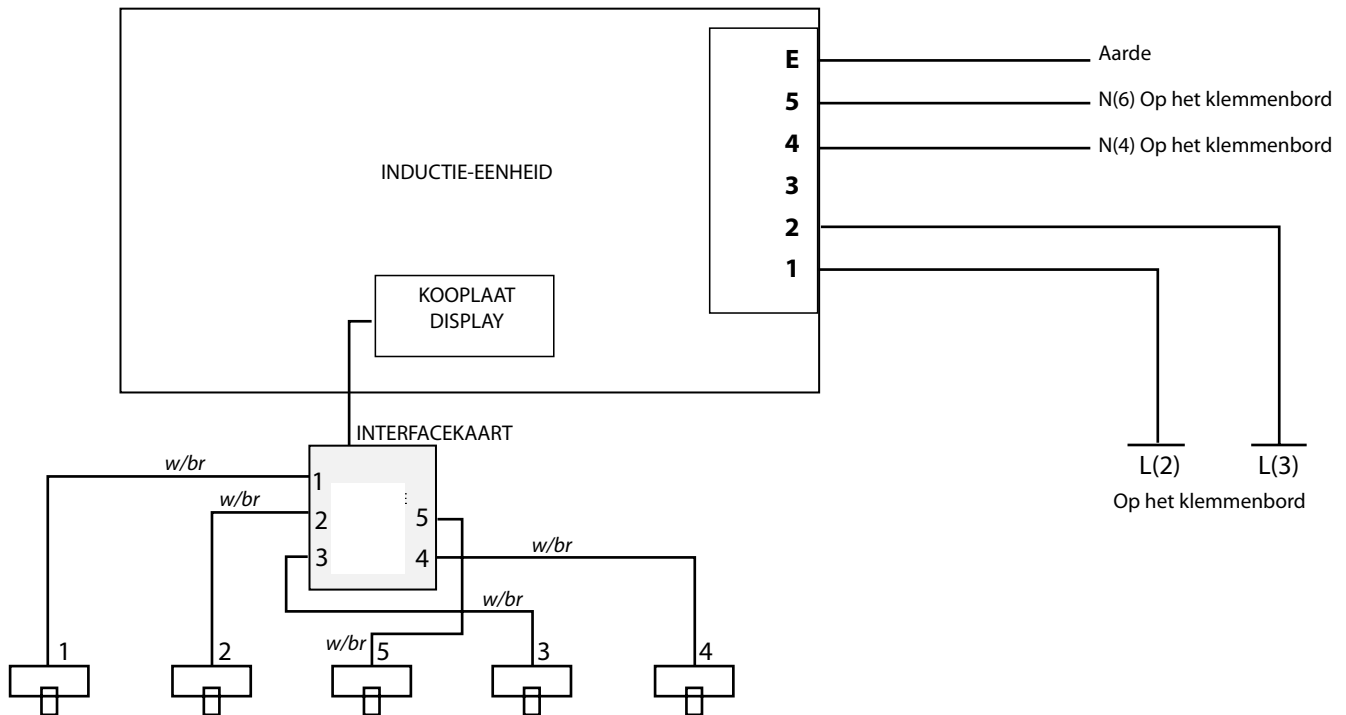 E
Aarde
5
N(6) Op het klemmenbord
4
N(4) Op het klemmenbord
INDUCTIE-EENHEID
3
2
1
KOOPLAAT
DISPLAY
INTERFACEKAART
L(2)
L(3)
Op het klemmenbord
w/br
1
w/br
2
5
3
4
w/br
w/br
w/br
1
2
5
3
4